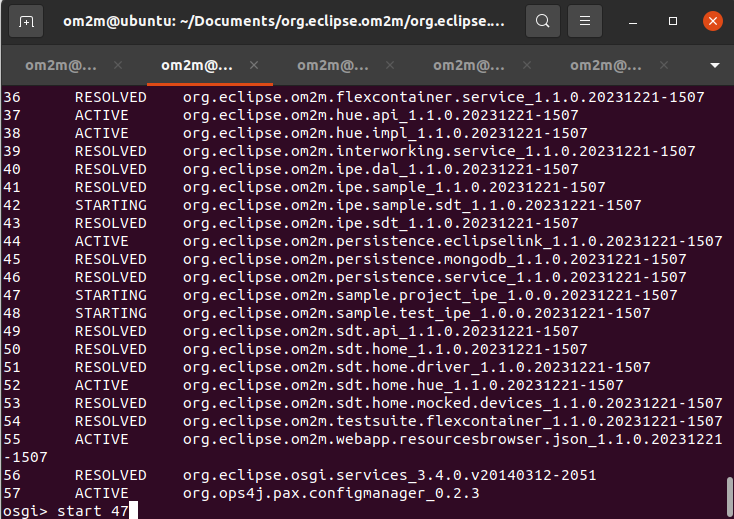 om2m@ubuntu: ~/Documents/org.eclipse.om2m/org.eclipse....
om2m@... om2m@... om2m@... om2m@... om2m@...
36 RESOLVED org.eclipse.om2m.flexcontainer.service_1.1.0.20231221-1507
37 ACTIVE org.eclipse.om2m.hue.api_1.1.0.20231221-1507
38 ACTIVE org.eclipse.om2m.hue.impl_1.1.0.20231221-1507
39 RESOLVED org.eclipse.om2m.interworking.service_1.1.0.20231221-1507
40 RESOLVED org.eclipse.om2m.ipe.dal_1.1.0.20231221-1507
41 RESOLVED org.eclipse.om2m.ipe.sample_1.1.0.20231221-1507
42 STARTING org.eclipse.om2m.ipe.sample.sdt_1.1.0.20231221-1507
43 RESOLVED org.eclipse.om2m.ipe.sdt_1.1.0.20231221-1507
44 ACTIVE org.eclipse.om2m.persistence.eclipselink_1.1.0.20231221-1507
45 RESOLVED org.eclipse.om2m.persistence.mongodb_1.1.0.20231221-1507
46 RESOLVED org.eclipse.om2m.persistence.service_1.1.0.20231221-1507
47 STARTING org.eclipse.om2m.sample.project_ipe_1.0.0.20231221-1507
48 STARTING org.eclipse.om2m.sample.test_ipe_1.0.0.20231221-1507
49 RESOLVED org.eclipse.om2m.sdt.api_1.1.0.20231221-1507
50 RESOLVED org.eclipse.om2m.sdt.home_1.1.0.20231221-1507
51 RESOLVED org.eclipse.om2m.sdt.home.driver_1.1.0.20231221-1507
52 ACTIVE org.eclipse.om2m.sdt.home.hue_1.1.0.20231221-1507
53 RESOLVED org.eclipse.om2m.sdt.home.mocked.devices_1.1.0.20231221-1507
54 RESOLVED org.eclipse.om2m.testsuite.flexcontainer_1.1.0.20231221-1507
55 ACTIVE org.eclipse.om2m.webapp.resourcesbrowser.json_1.1.0.20231221
-1507
56 RESOLVED org.eclipse.osgi.services_3.4.0.v20140312-2051
57 ACTIVE org.ops4j.pax.configmanager_0.2.3
osgi> start 47